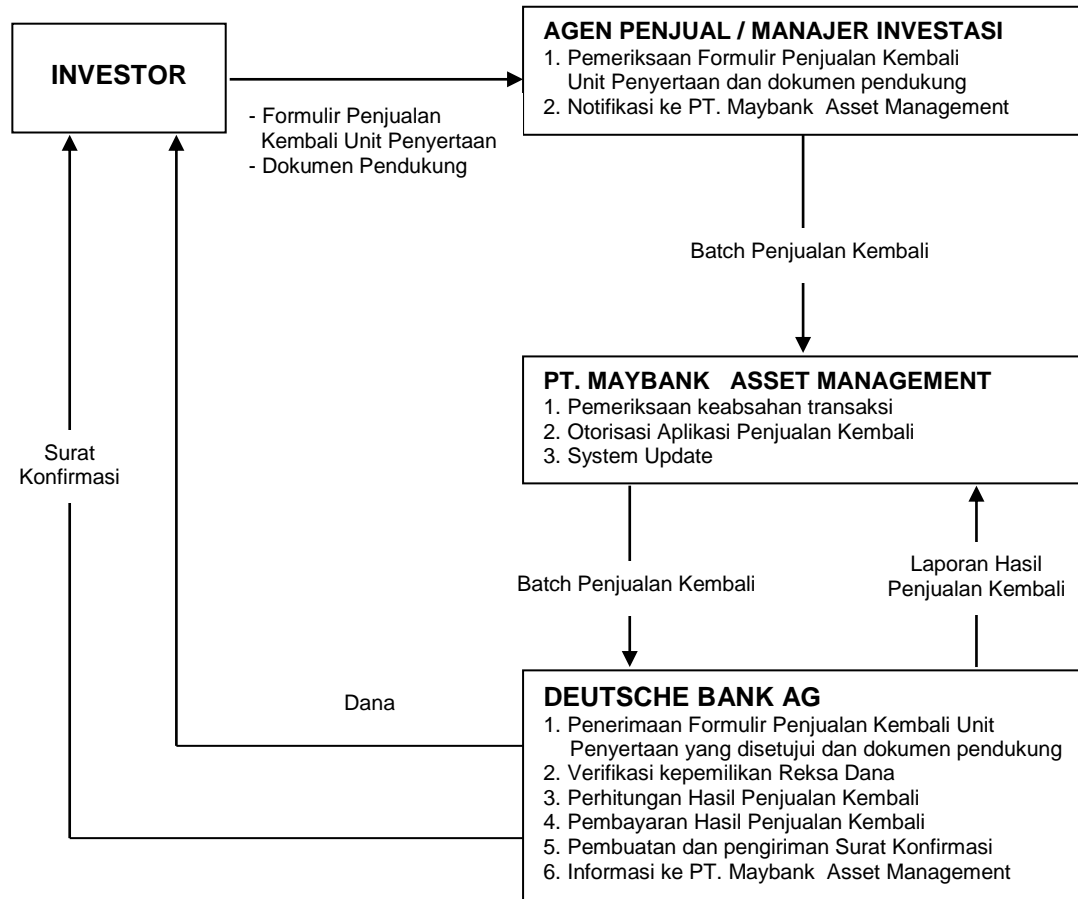 INVESTOR
- Formulir Penjualan
Kembali Unit Penyertaan
- Dokumen Pendukung
AGEN PENJUAL / MANAJER INVESTASI
1. Pemeriksaan Formulir Penjualan Kembali
Unit Penyertaan dan dokumen pendukung
2. Notifikasi ke PT. Maybank Asset Management
Batch Penjualan Kembali
PT. MAYBANK ASSET MANAGEMENT
1. Pemeriksaan keabsahan transaksi
2. Otorisasi Aplikasi Penjualan Kembali
3. System Update
Surat
Konfirmasi
Batch Penjualan Kembali
Laporan Hasil
Penjualan Kembali
Dana
DEUTSCHE BANK AG
1. Penerimaan Formulir Penjualan Kembali Unit
Penyertaan yang disetujui dan dokumen pendukung
2. Verifikasi kepemilikan Reksa Dana
3. Perhitungan Hasil Penjualan Kembali
4. Pembayaran Hasil Penjualan Kembali
5. Pembuatan dan pengiriman Surat Konfirmasi
6. Informasi ke PT. Maybank Asset Management